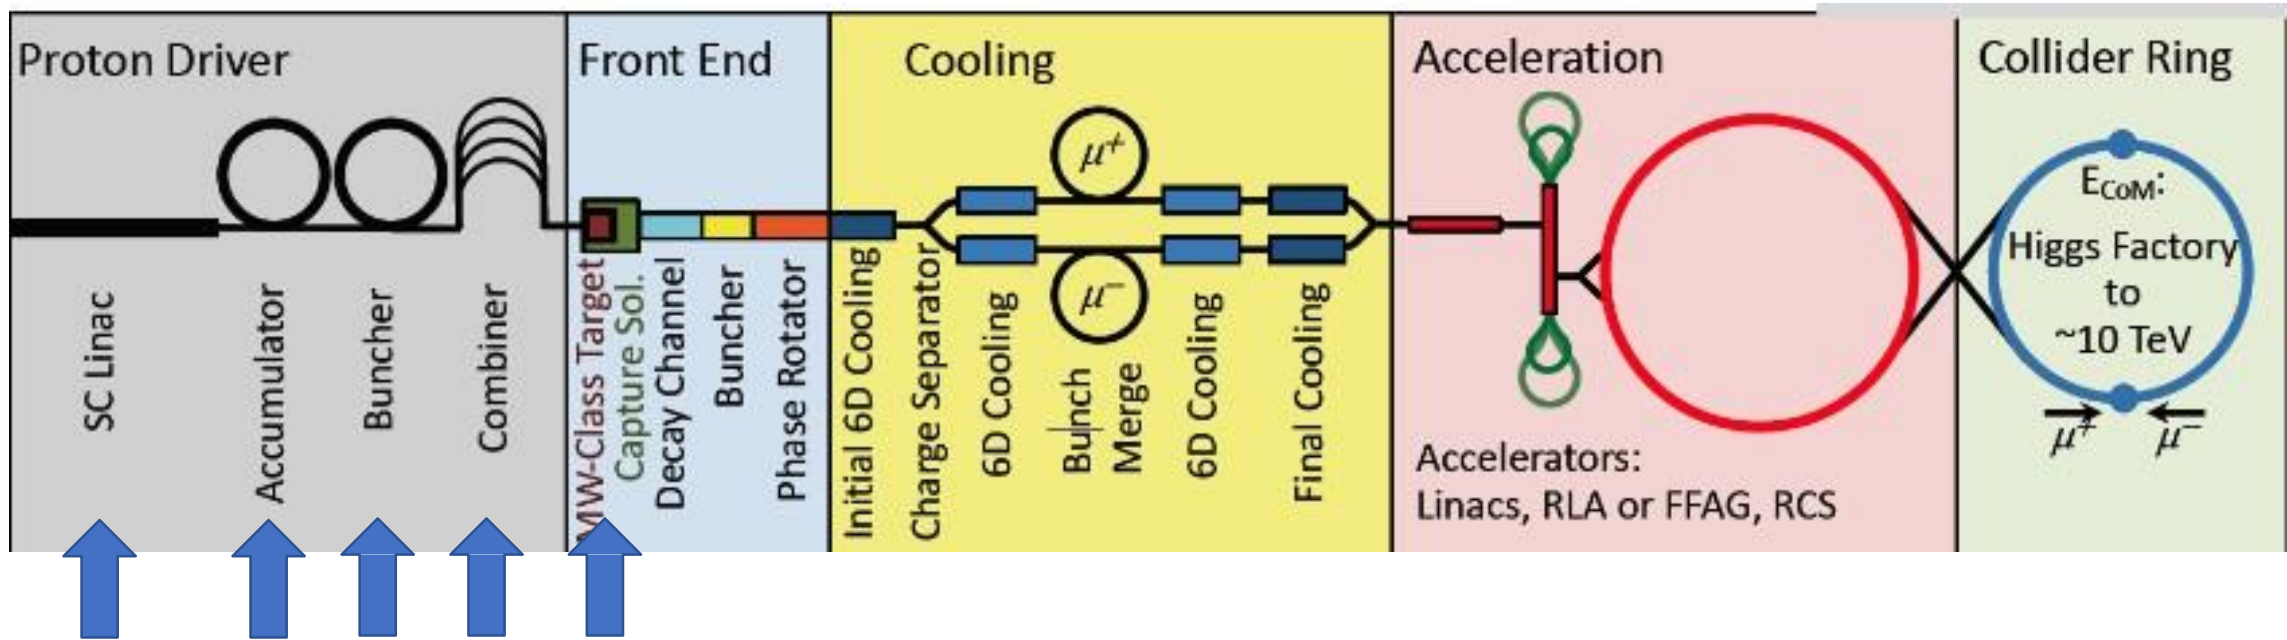 Proton Driver
SC Linac
Accumulator
Buncher
Combiner
Front End
MW-Class Target
Capture Sol.
Decay Channel
Buncher
Phase Rotator
Cooling
μ+
μ−
Initial 6D Cooling
Charge Separator
6D Cooling
Bunch
Merge
6D Cooling
Final Cooling
Acceleration
Accelerators:
Linacs, RLA or FFAG, RCS
Collider Ring
ECoM:
Higgs Factory
to
~10 TeV
μ+ μ−